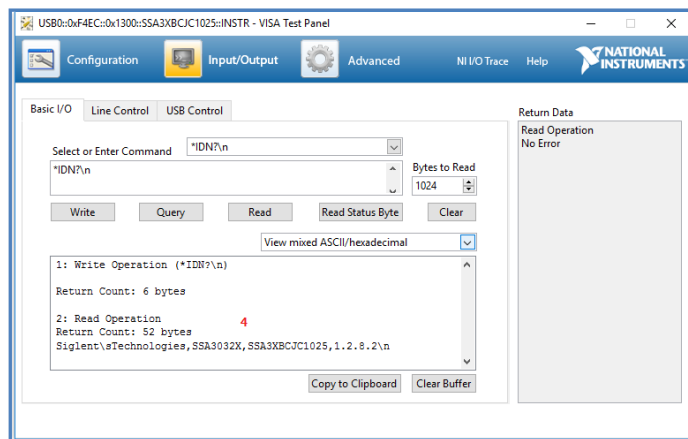 USB0::0xF4EC::0x1300::SSA3XBCJC1025::INSTR - VISA Test Panel
Configuration Input/Output Advanced NI I/O Trace Help NATIONAL INSTRUMENTS
Basic I/O Line Control USB Control
Return Data
Read Operation
No Error
Select or Enter Command *IDN?\n
*IDN?\n
Bytes to Read
1024
Write Query Read Read Status Byte Clear
View mixed ASCII/hexadecimal
1: Write Operation (*IDN?\n)
Return Count: 6 bytes
2: Read Operation
4
Return Count: 52 bytes
Siglent\sTechnologies,SSA3032X,SSA3XBCJC1025,1.2.8.2\n
Copy to Clipboard Clear Buffer